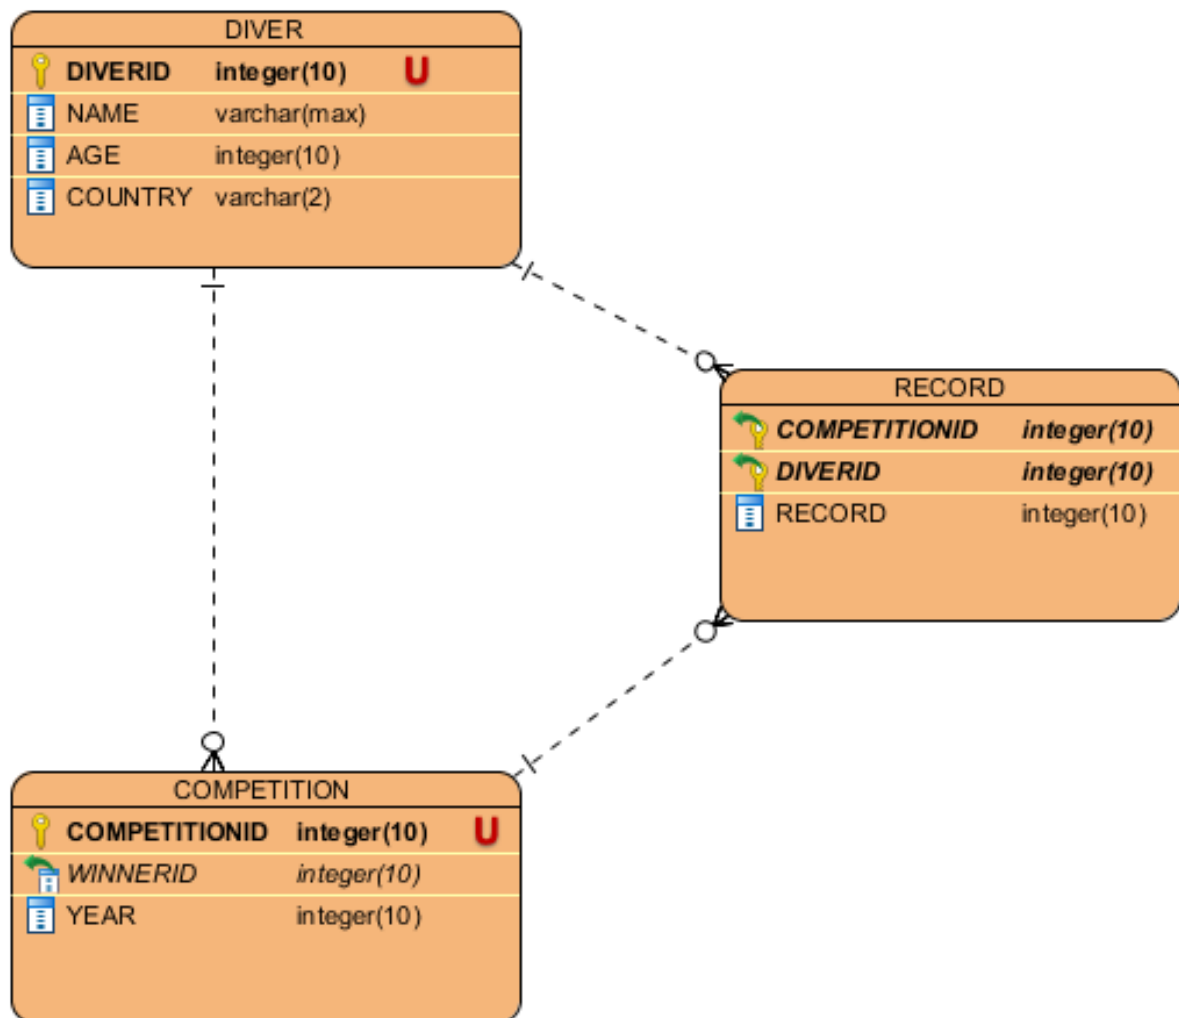 DIVER
DIVERID integer(10) U
NAME varchar(max)
AGE integer(10)
COUNTRY varchar(2)
RECORD
COMPETITIONID integer(10)
DIVERID integer(10)
RECORD integer(10)
COMPETITION
COMPETITIONID integer(10) U
WINNERID integer(10)
YEAR integer(10)